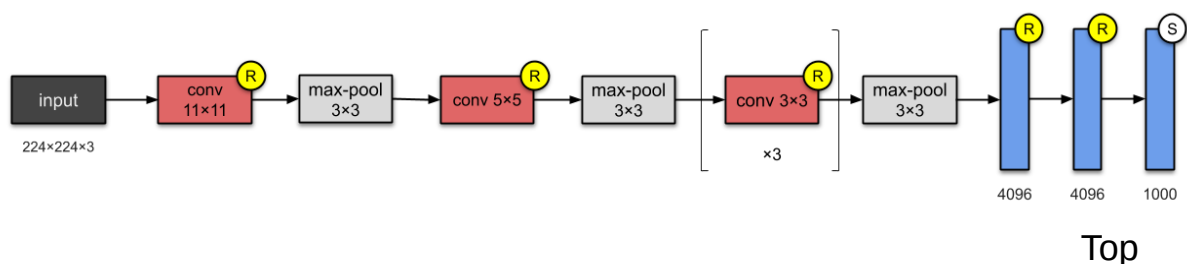 input
224×224×3
conv
11×11
R
max-pool
3×3
conv 5×5
R
max-pool
3×3
conv 3×3
R
×3
max-pool
3×3
R
4096
R
4096
S
1000
Top